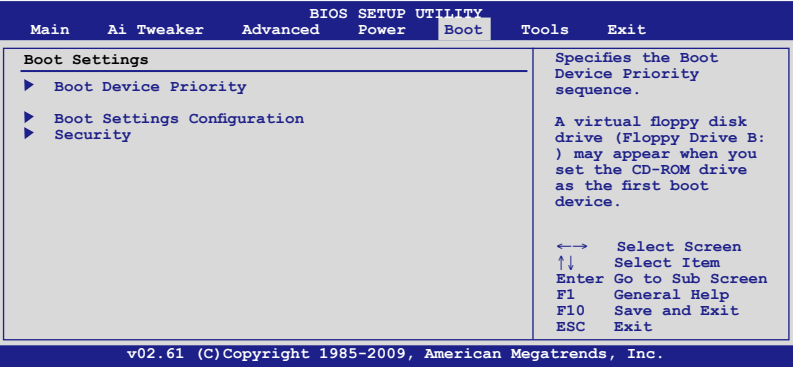 BIOS SETUP UTILITY
Main Ai Tweaker Advanced Power Boot Tools Exit
Boot Settings
Boot Device Priority
Boot Settings Configuration
Security
Specifies the Boot
Device Priority
sequence.
A virtual floppy disk
drive (Floppy Drive B:
) may appear when you
set the CD-ROM drive
as the first boot
device.
←→ Select Screen
↑↓ Select Item
Enter Go to Sub Screen
F1 General Help
F10 Save and Exit
ESC Exit
v02.61 (C)Copyright 1985-2009, American Megatrends, Inc.